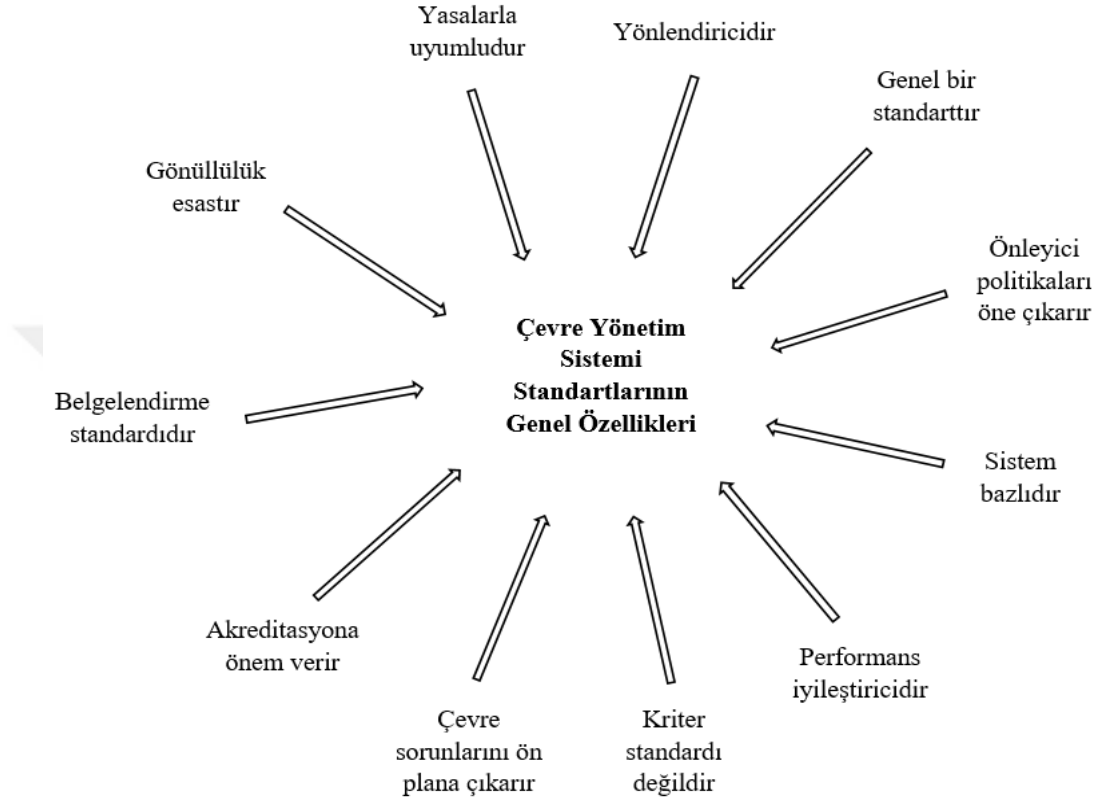 Yasalarla
uyumludur
Yönlendiricidir
Genel bir
standarttır
Önleyici
politikaları
öne çıkarır
Sistem
bazlıdır
Performans
iyileştiricidir
Kriter
standardı
değildir
Çevre
sorunlarını ön
plana çıkarır
Akreditasyona
önem verir
Belgelendirme
standardıdır
Gönüllülük
esastır
Çevre Yönetim
Sistemi
Standartlarının
Genel Özellikleri